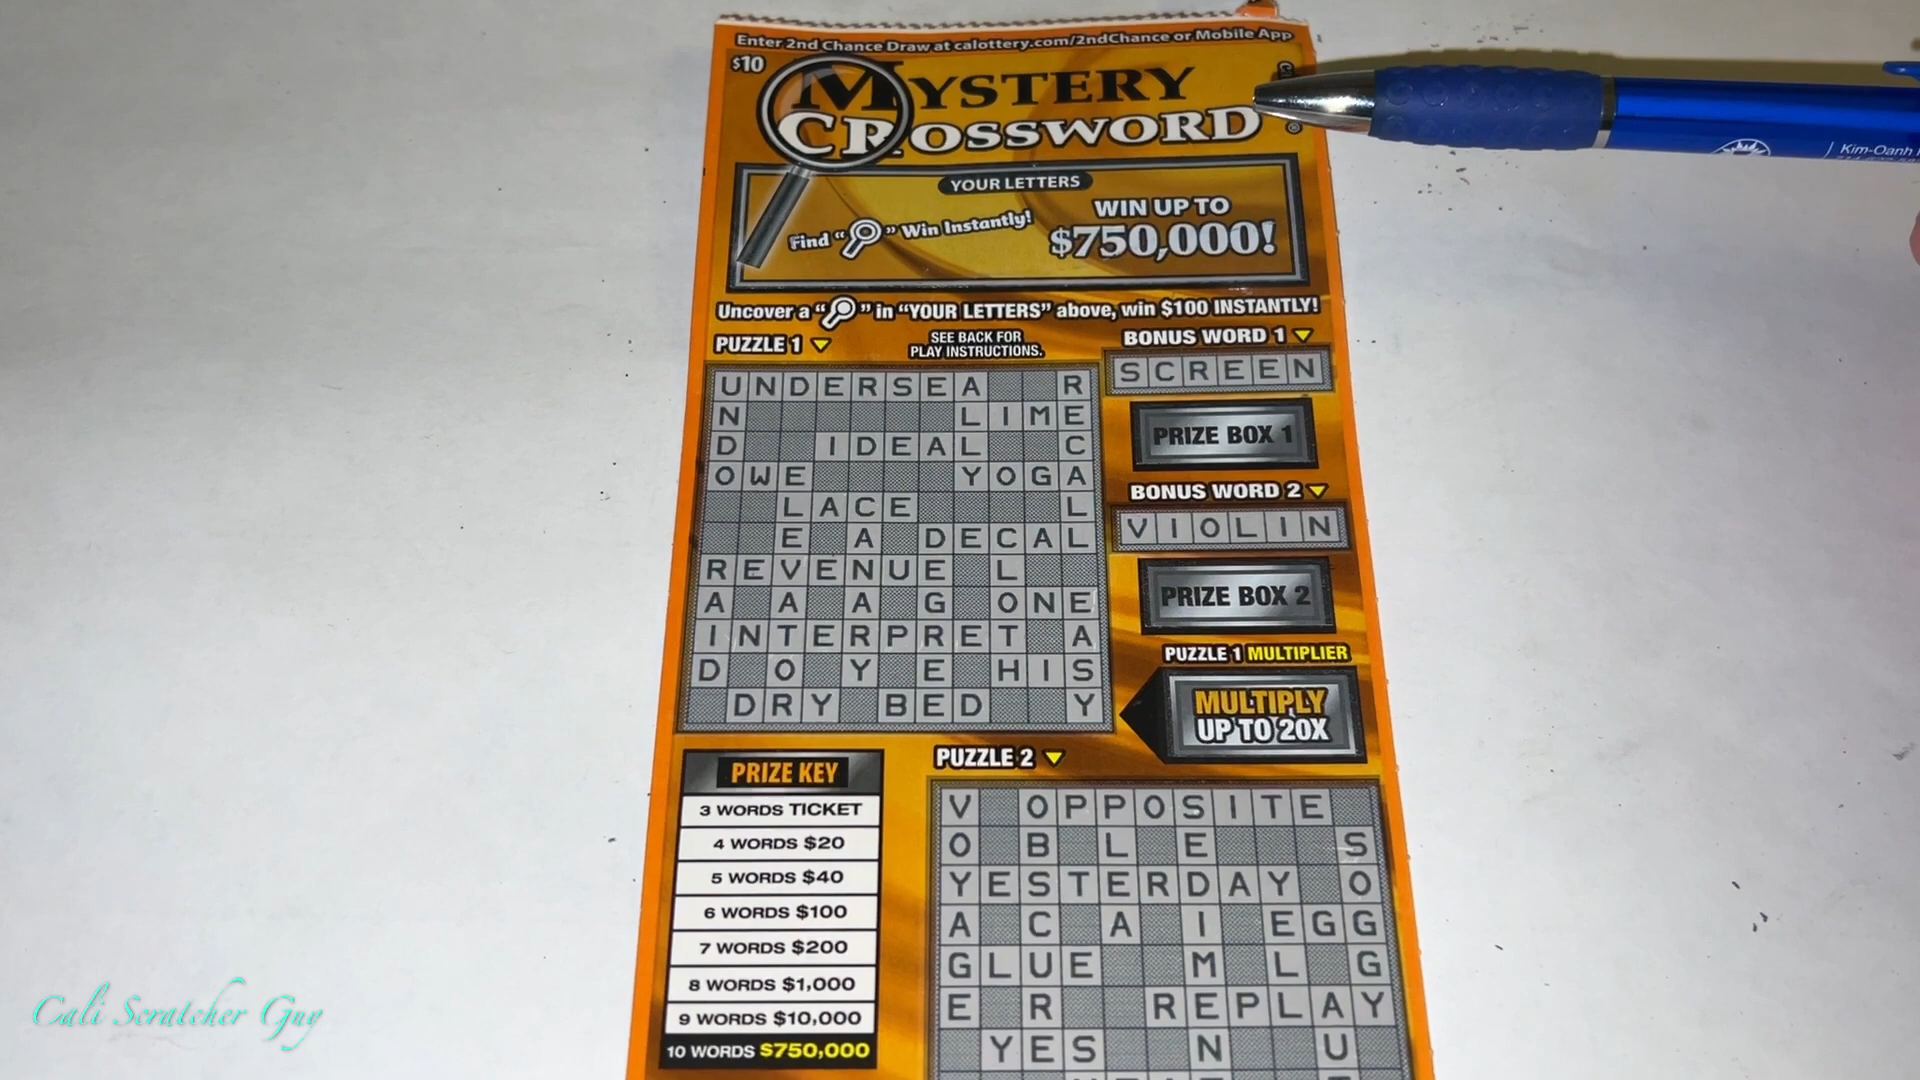 Enter 2nd Chance Draw at calottery.com/2ndChance or Mobile App
$10
MYSTERY
CROSSWORD®
Kim-Oanh
YOUR LETTERS
Find “ ” Win Instantly!
WIN UP TO
$750,000!
Uncover a “ ” in “YOUR LETTERS” above, win $100 INSTANTLY!
PUZZLE 1
SEE BACK FOR
PLAY INSTRUCTIONS.
BONUS WORD 1
SCREEN
PRIZE BOX 1
BONUS WORD 2
VIOLIN
PRIZE BOX 2
PUZZLE 1 MULTIPLIER
MULTIPLY
UP TO 20X
UNDERSEA R
N LIME
D IDEAL C
OWE YOGA
LACE L
E A DECAL
REVENUE L
A A A G ONE
INTERPRET A
D O Y E HIS
DRY BED Y
PRIZE KEY
3 WORDS TICKET
4 WORDS $20
5 WORDS $40
6 WORDS $100
7 WORDS $200
8 WORDS $1,000
9 WORDS $10,000
10 WORDS $750,000
PUZZLE 2
V OPPOSITE
O B L E S
YESTERDAY O
A C A I EGG
GLUE M L G
E R REPLAY
YES N U
Cali Scratcher Guy